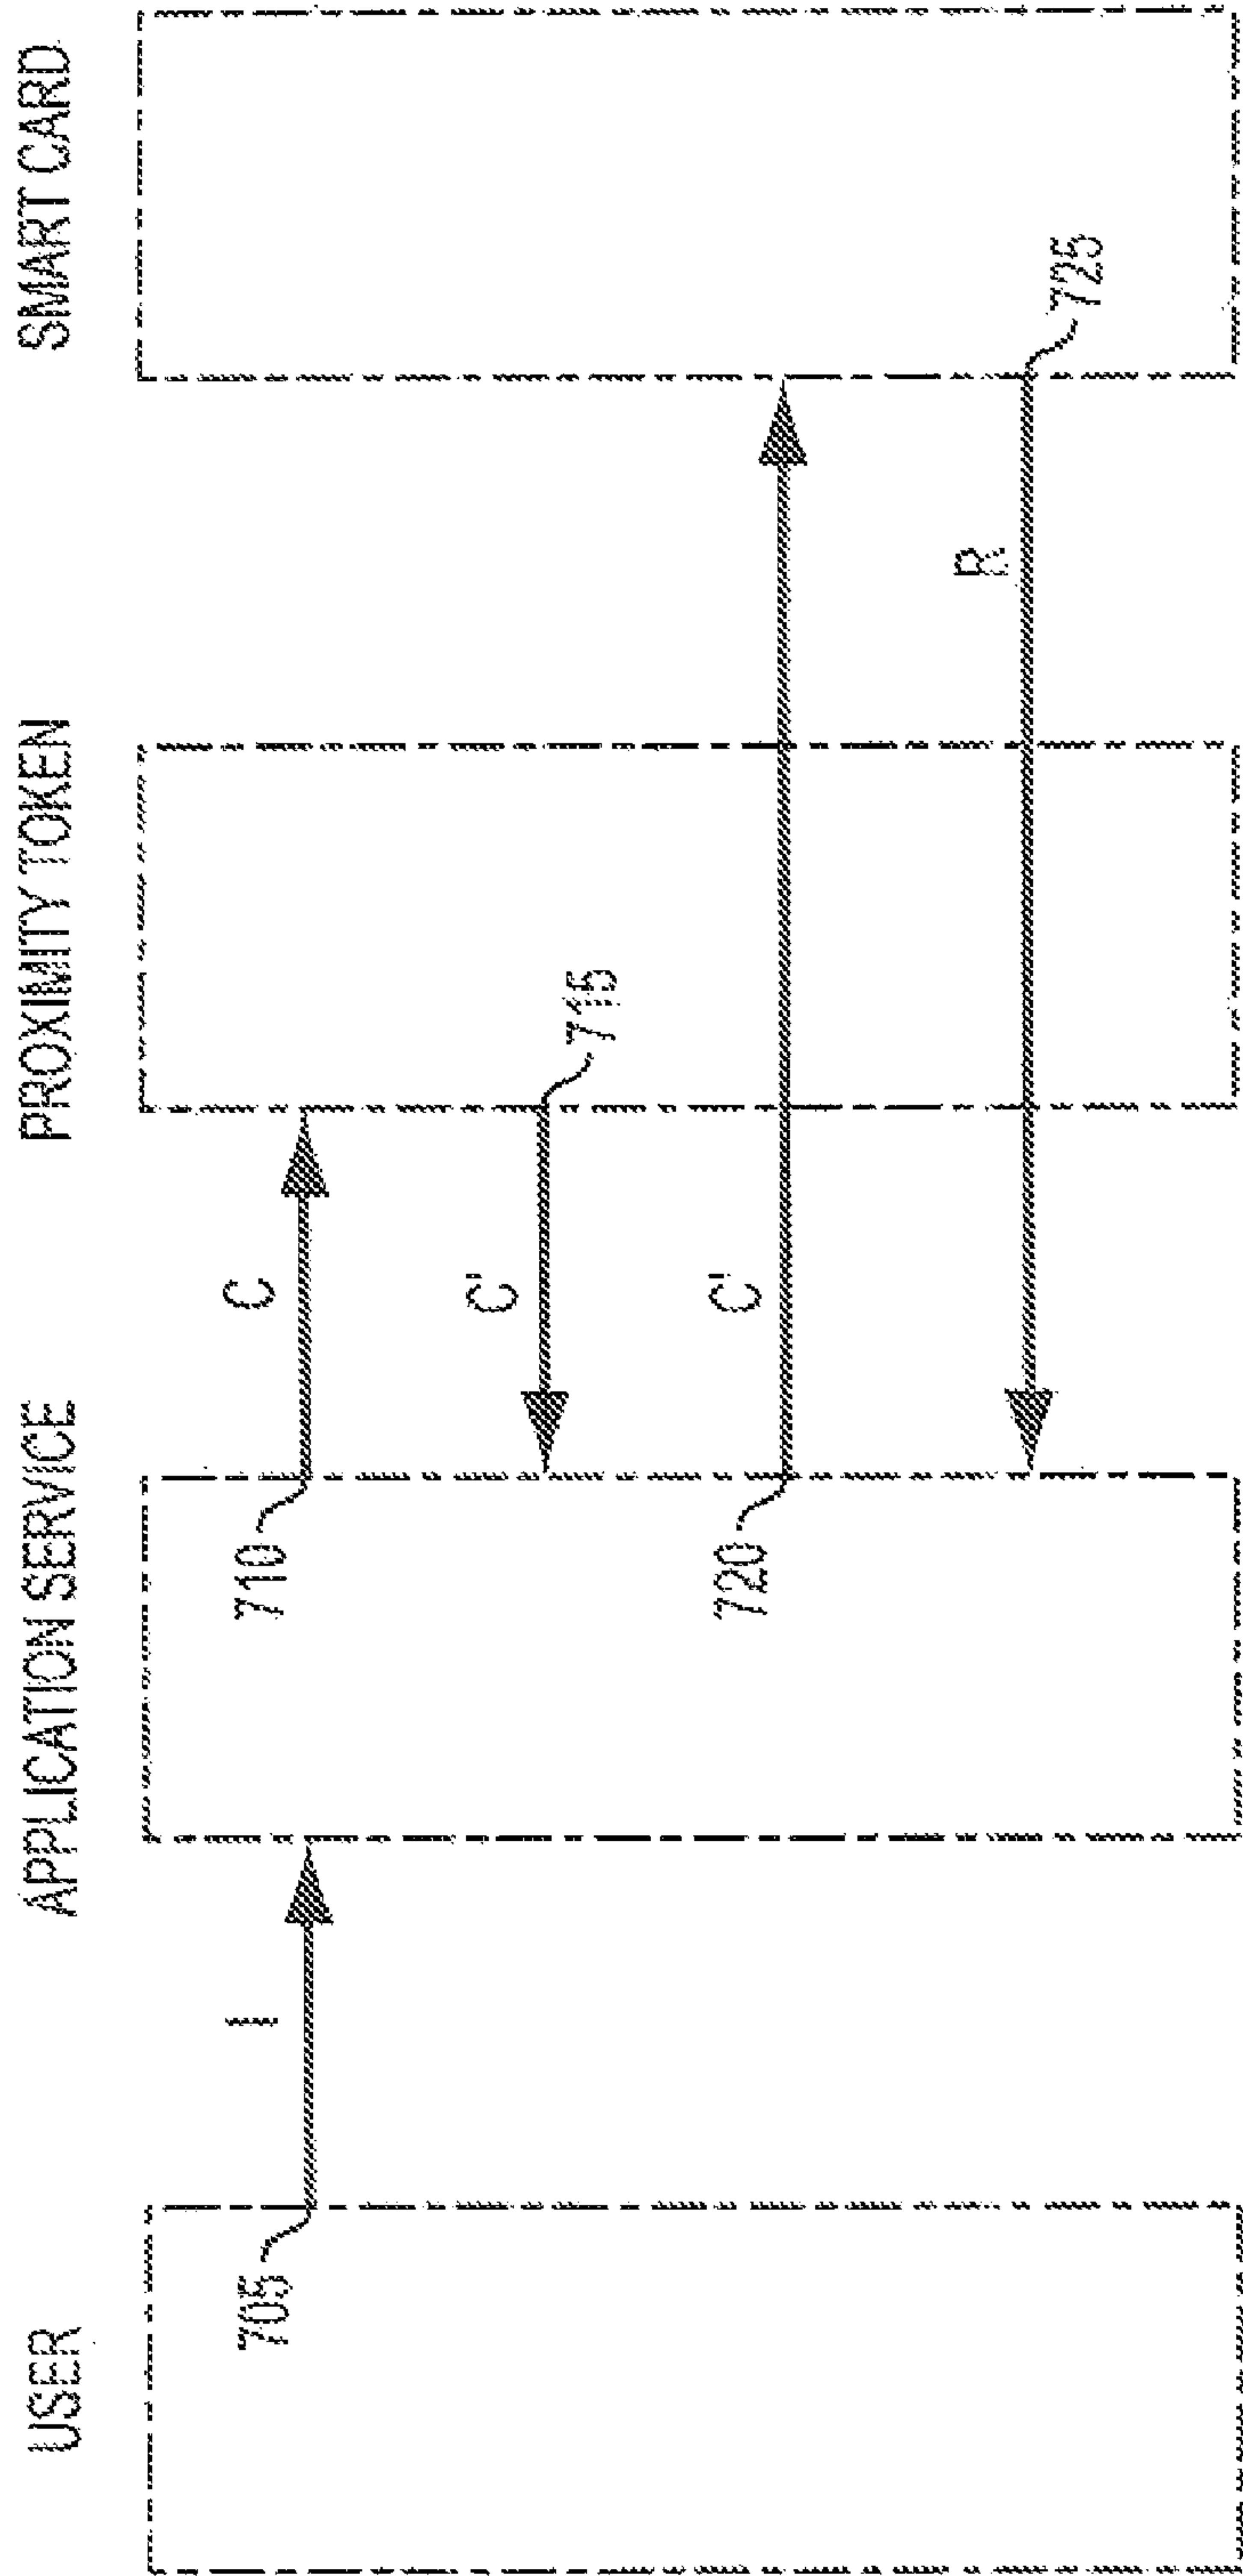 USER
APPLICATION SERVICE
PROXIMITY TOKEN
SMART CARD
705
I
710
C
C'
715
720
C'
R
725